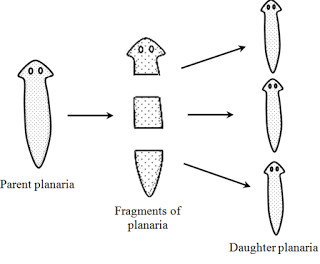 Parent planaria
Fragments of
planaria
Daughter planaria